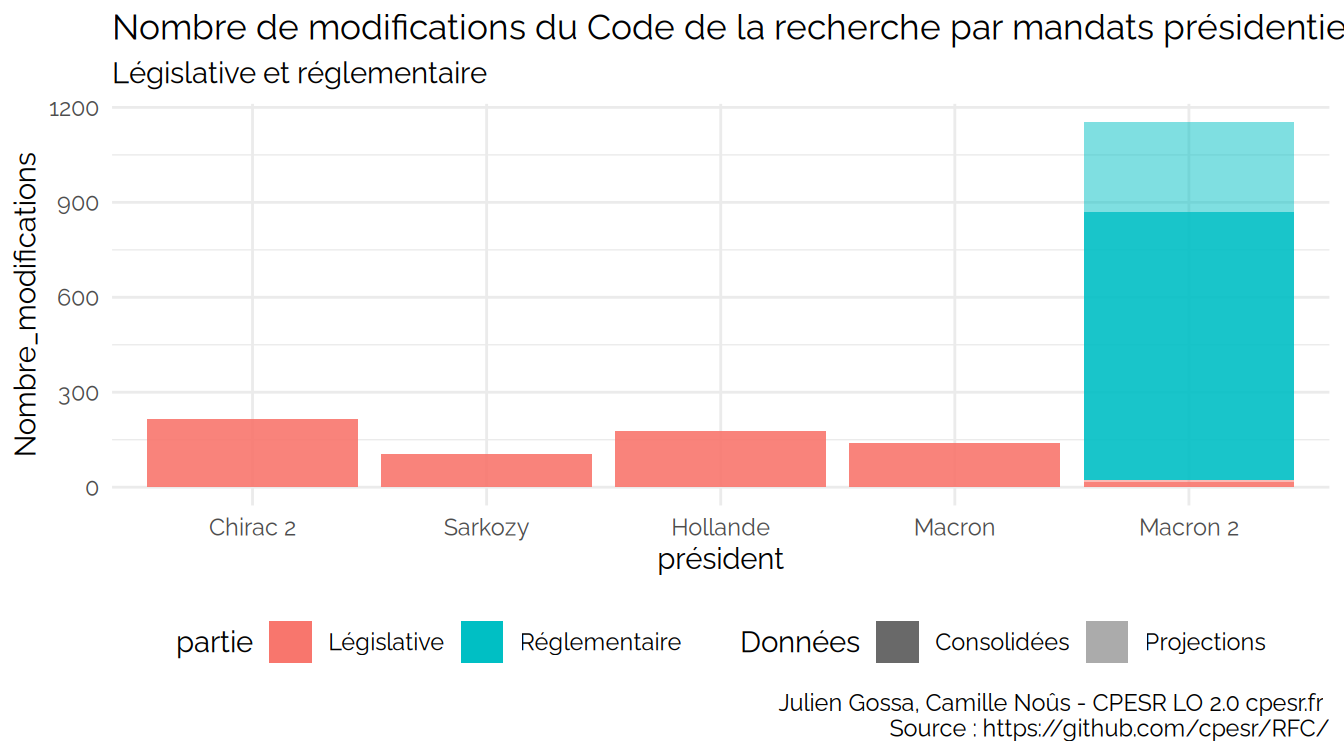 Nombre de modifications du Code de la recherche par mandats présidentie
Législative et réglementaire
Nombre_modifications
1200
900
600
300
0
Chirac 2 Sarkozy Hollande Macron Macron 2
président
partie Législative Réglementaire Données Consolidées Projections
Julien Gossa, Camille Noûs - CPESR LO 2.0 cpesr.fr
Source : https://github.com/cpesr/RFC/